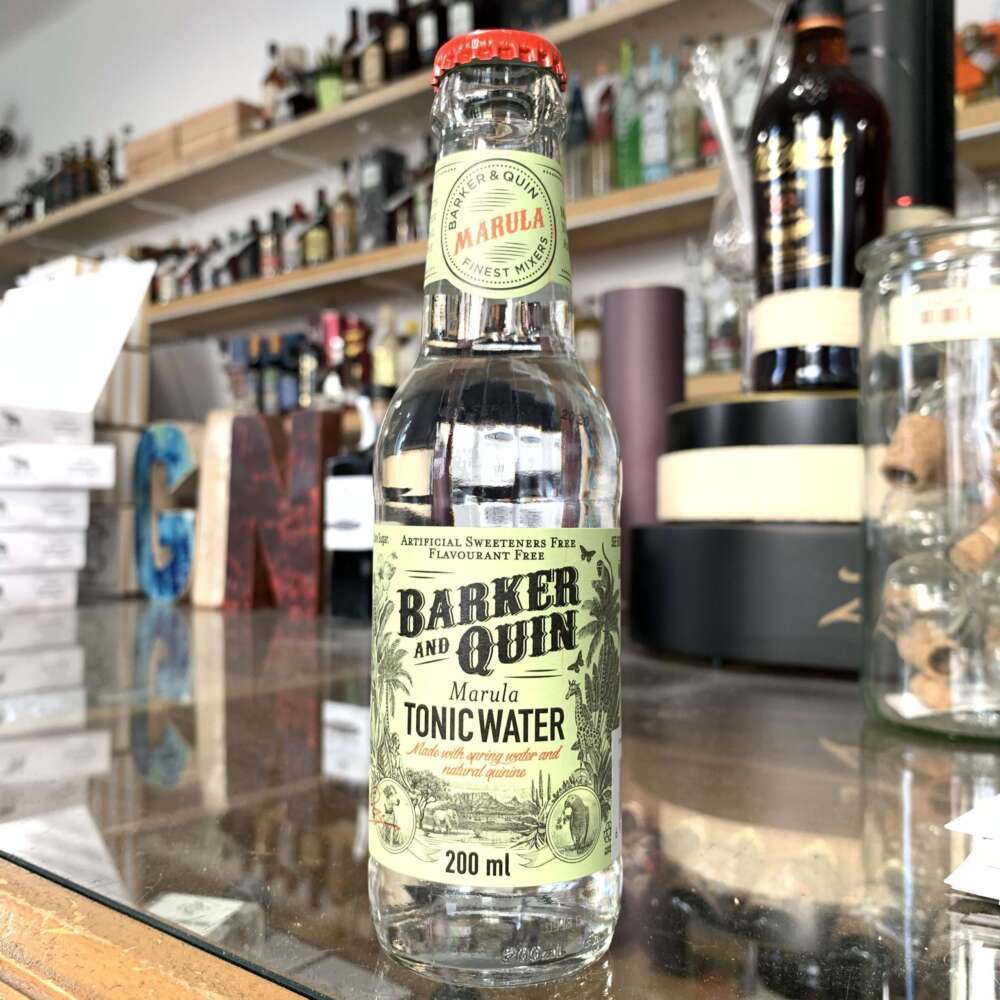 BARKER & QUIN
MARULA
FINEST MIXERS
ARTIFICIAL SWEETENERS FREE
FLAVOURANT FREE
BARKER
AND QUIN
Marula
TONIC WATER
Made with spring water and
natural quinine
200 ml
GIN